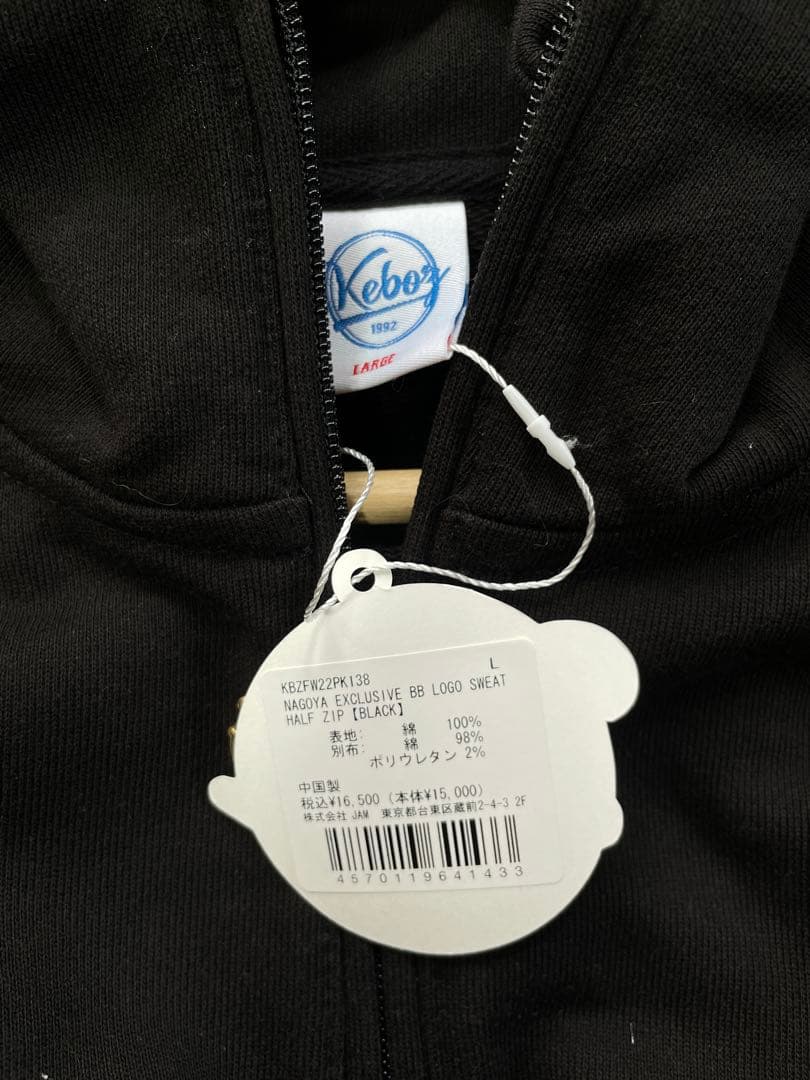 Keboz
1992
LARGE
L
KBZFW22PK138
NAGOYA EXCLUSIVE BB LOGO SWEAT
HALF ZIP【BLACK】
表地: 綿 100%
別布: 綿 98%
ポリウレタン 2%
中国製
税込¥16,500 (本体¥15,000)
株式会社 JAM 東京都台東区蔵前2-4-3 2F
4570119641433